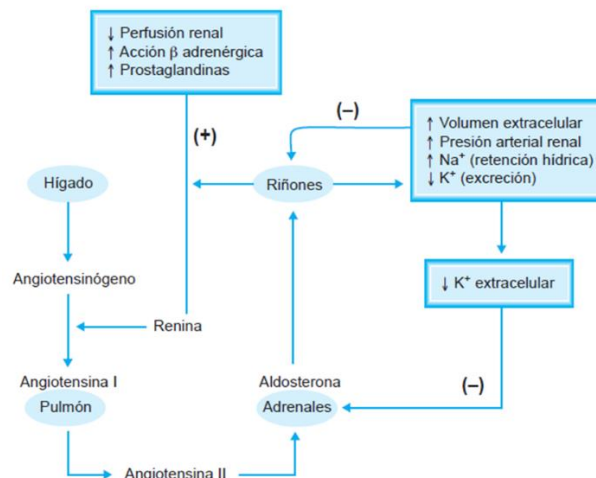 ↓ Perfusión renal
↑ Acción β adrenérgica
↑ Prostaglandinas
(+)
(–)
↑ Volumen extracelular
↑ Presión arterial renal
↑ Na⁺ (retención hídrica)
↓ K⁺ (excreción)
Hígado
Riñones
Angiotensinógeno
↓ K⁺ extracelular
Renina
Angiotensina I
Pulmón
Aldosterona
Adrenales
(–)
Angiotensina II